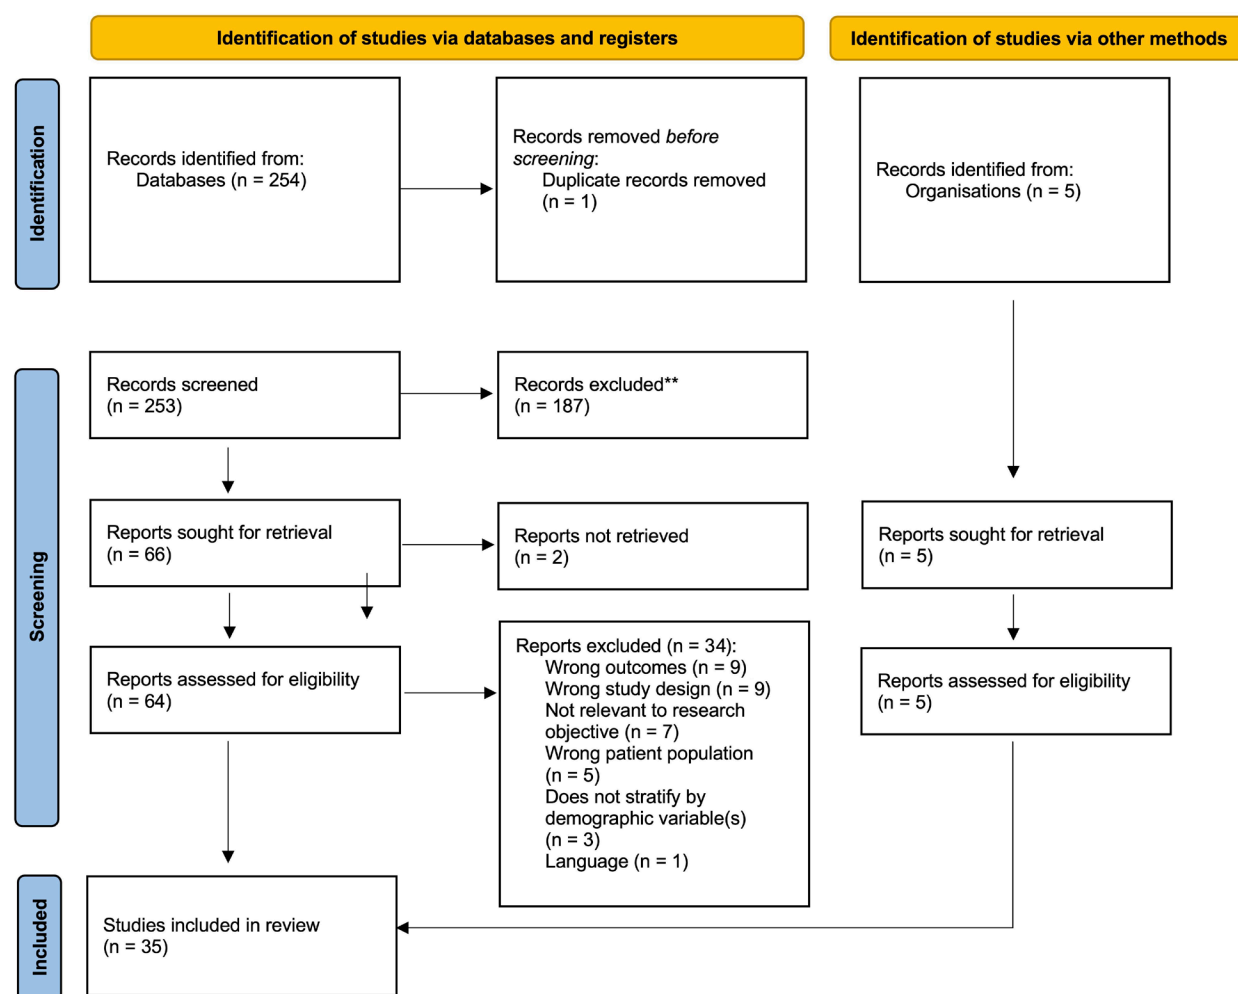 Identification of studies via databases and registers
Identification of studies via other methods
Identification
Records identified from:
Databases (n = 254)
Records removed before
screening:
Duplicate records removed
(n = 1)
Records identified from:
Organisations (n = 5)
Screening
Records screened
(n = 253)
Records excluded**
(n = 187)
Reports sought for retrieval
(n = 66)
Reports not retrieved
(n = 2)
Reports sought for retrieval
(n = 5)
Reports assessed for eligibility
(n = 64)
Reports excluded (n = 34):
Wrong outcomes (n = 9)
Wrong study design (n = 9)
Not relevant to research
objective (n = 7)
Wrong patient population
(n = 5)
Does not stratify by
demographic variable(s)
(n = 3)
Language (n = 1)
Reports assessed for eligibility
(n = 5)
Included
Studies included in review
(n = 35)